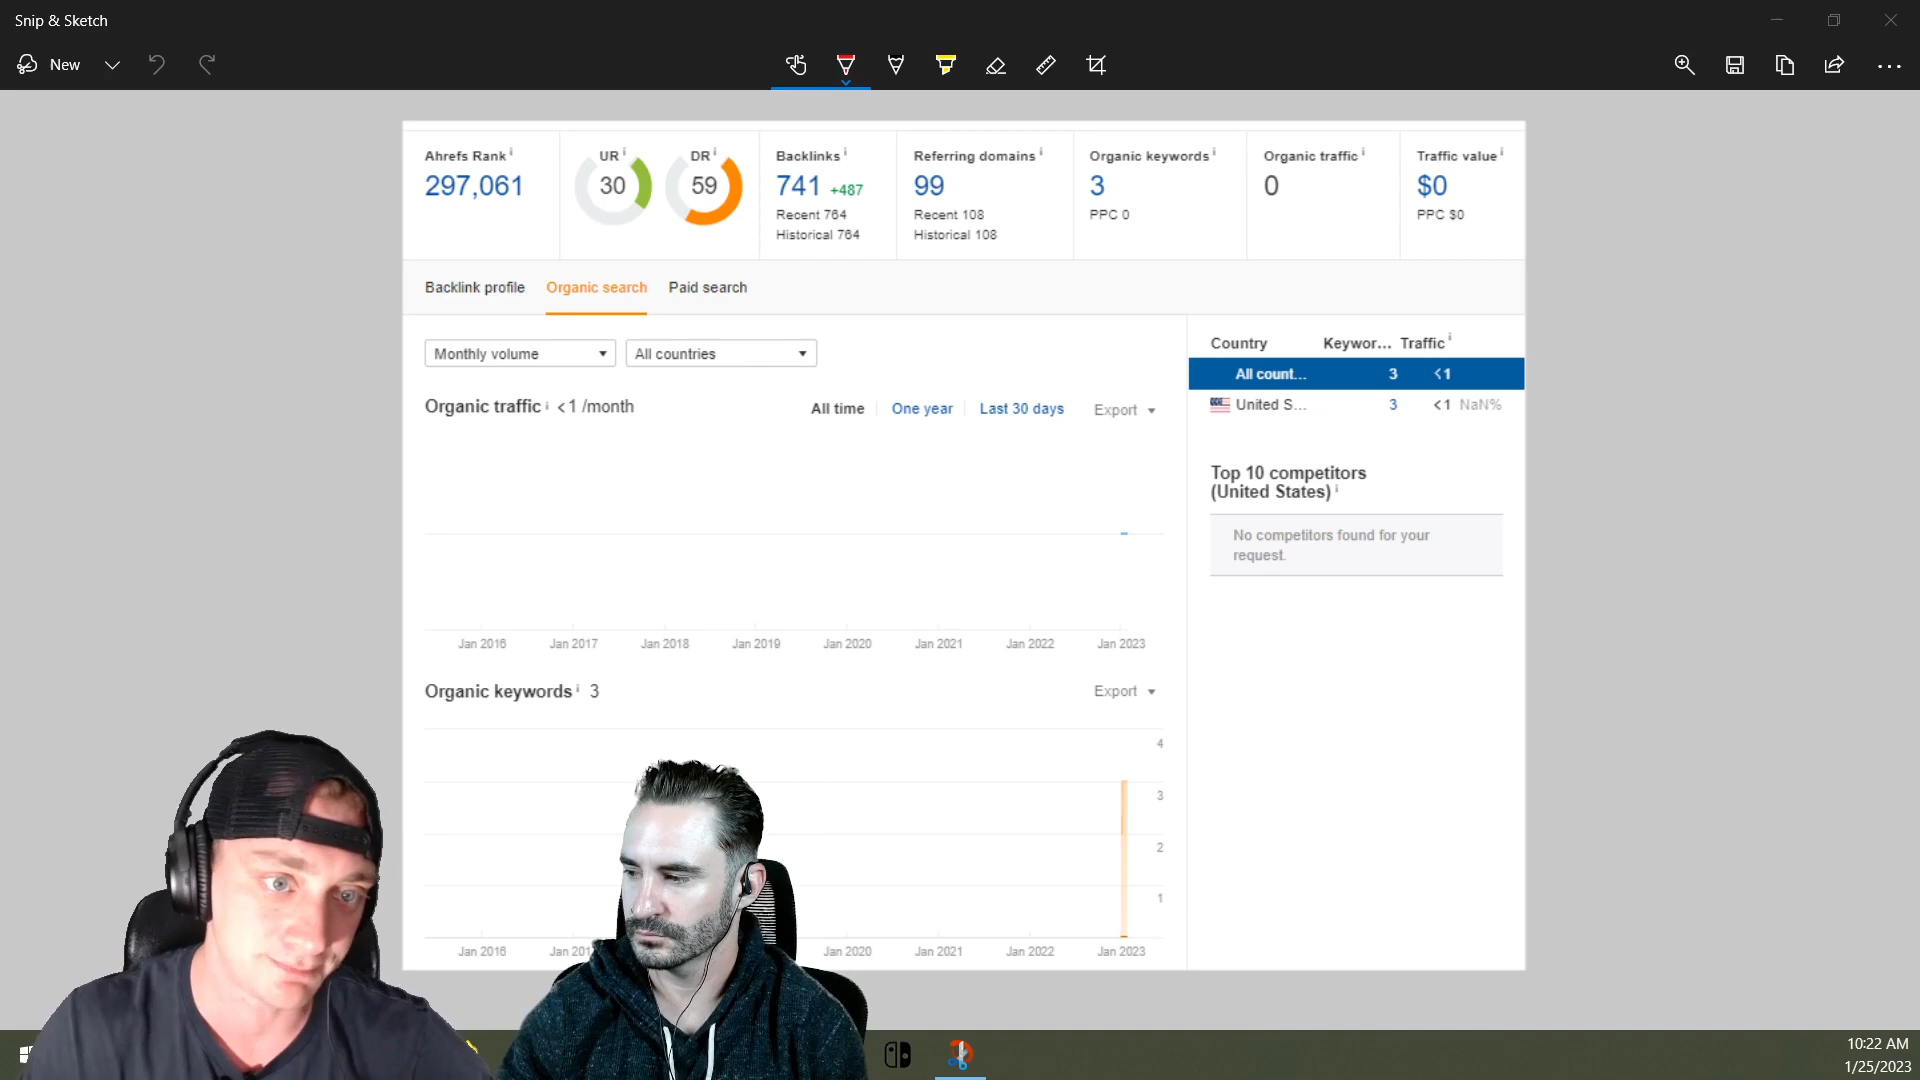 Snip & Sketch
New
Ahrefs Rank i
297,061
UR i
30
DR i
59
Backlinks i
741 +487
Recent 764
Historical 764
Referring domains i
99
Recent 108
Historical 108
Organic keywords i
3
PPC 0
Organic traffic i
0
Traffic value i
$0
PPC $0
Backlink profile Organic search Paid search
Monthly volume All countries
Organic traffic i <1 /month
All time One year Last 30 days Export
Jan 2016 Jan 2017 Jan 2018 Jan 2019 Jan 2020 Jan 2021 Jan 2022 Jan 2023
Organic keywords i 3
Export
4
3
2
1
Jan 2016 Jan 201 Jan 2020 Jan 2021 Jan 2022 Jan 2023
Country Keywor... Traffic i
All count... 3 <1
United S... 3 <1 NaN%
Top 10 competitors
(United States) i
No competitors found for your
request.
10:22 AM
1/25/2023